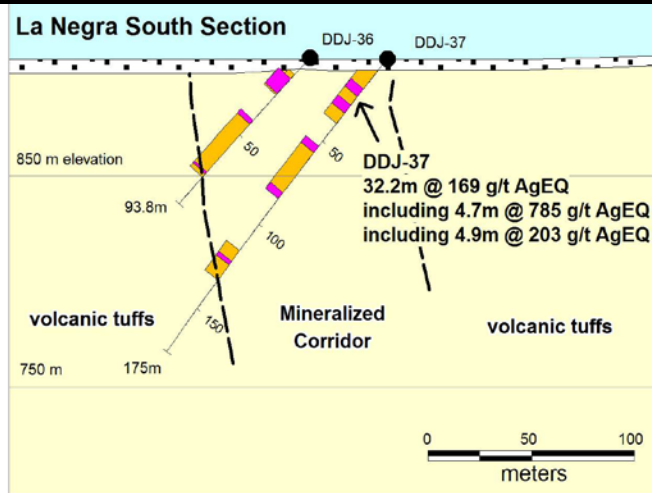 La Negra South Section
DDJ-36
DDJ-37
50
50
850 m elevation
DDJ-37
32.2m @ 169 g/t AgEQ
including 4.7m @ 785 g/t AgEQ
including 4.9m @ 203 g/t AgEQ
93.8m
100
volcanic tuffs
Mineralized
Corridor
volcanic tuffs
150
750 m
175m
0 50 100
meters